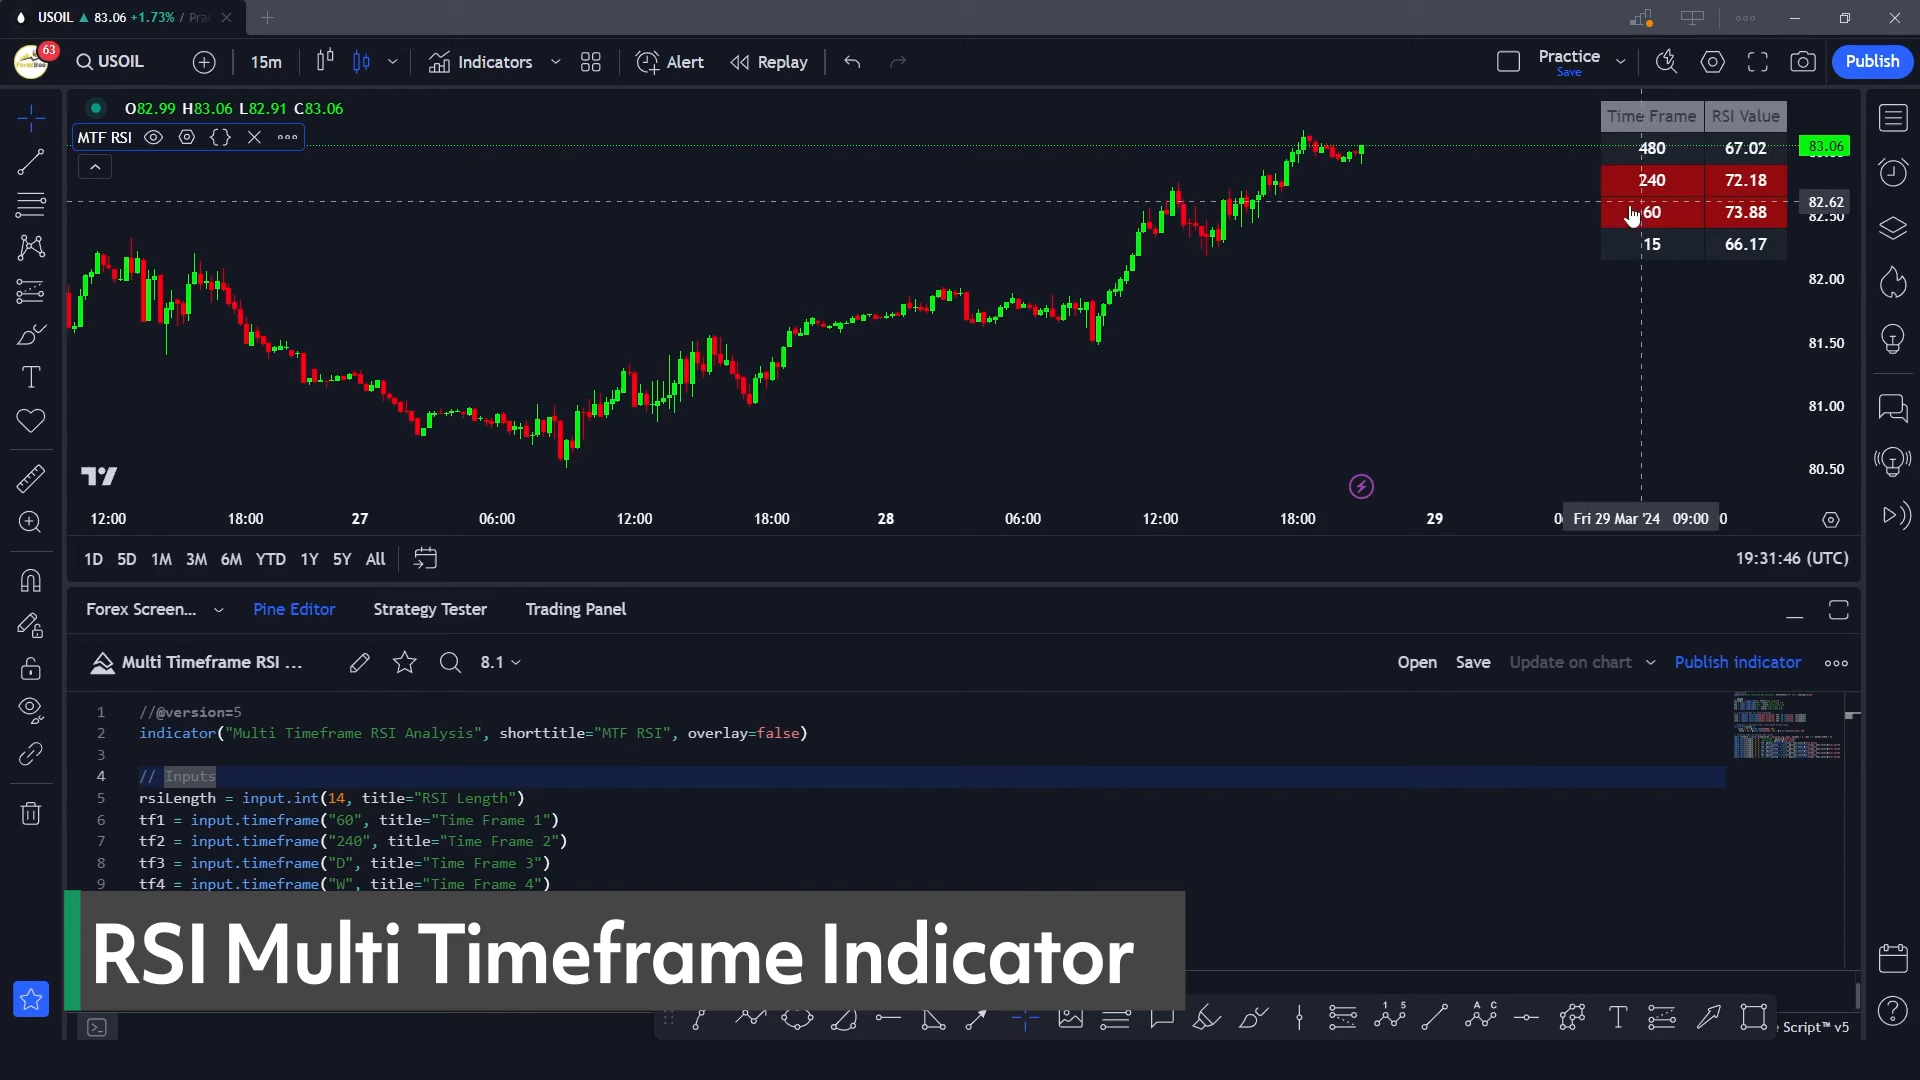 USOIL ▲ 83.06 +1.73% / Pra
63
USOIL
15m
Indicators
Alert
Replay
Practice
Save
Publish
O82.99 H83.06 L82.91 C83.06
MTF RSI
Time Frame RSI Value
480 67.02
240 72.18
60 73.88
15 66.17
83.06
82.62
82.50
82.00
81.50
81.00
80.50
12:00 18:00 27 06:00 12:00 18:00 28 06:00 12:00 18:00 29 Fri 29 Mar '24 09:00
1D 5D 1M 3M 6M YTD 1Y 5Y All
19:31:46 (UTC)
Forex Screen... Pine Editor Strategy Tester Trading Panel
Multi Timeframe RSI ... 8.1
Open Save Update on chart Publish indicator
1 //@version=5
2 indicator("Multi Timeframe RSI Analysis", shorttitle="MTF RSI", overlay=false)
3
4 // Inputs
5 rsiLength = input.int(14, title="RSI Length")
6 tf1 = input.timeframe("60", title="Time Frame 1")
7 tf2 = input.timeframe("240", title="Time Frame 2")
8 tf3 = input.timeframe("D", title="Time Frame 3")
9 tf4 = input.timeframe("W", title="Time Frame 4")
RSI Multi Timeframe Indicator
Script™ v5